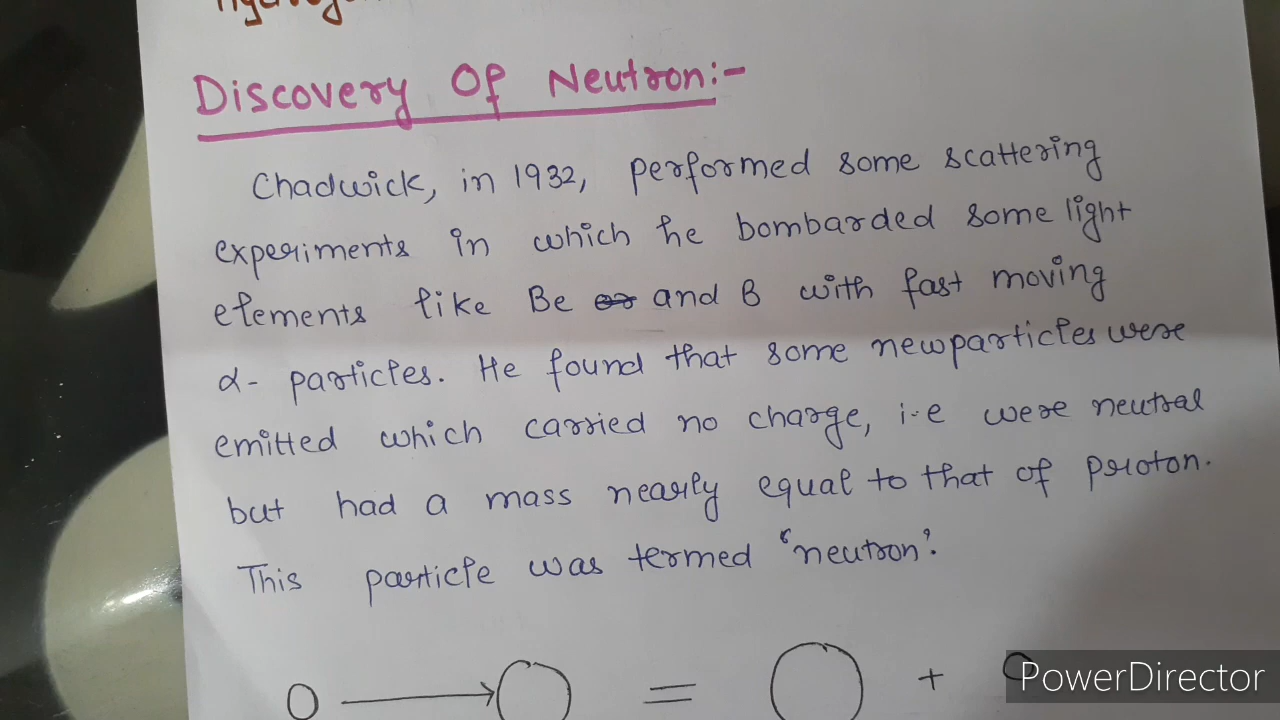 Discovery Of Neutron:-
Chadwick, in 1932, performed some scattering
experiments in which he bombarded some light
elements like Be and B with fast moving
α- particles. He found that some new particles were
emitted which carried no charge, i.e were neutral
but had a mass nearly equal to that of proton.
This particle was termed 'neutron'.
= +
PowerDirector